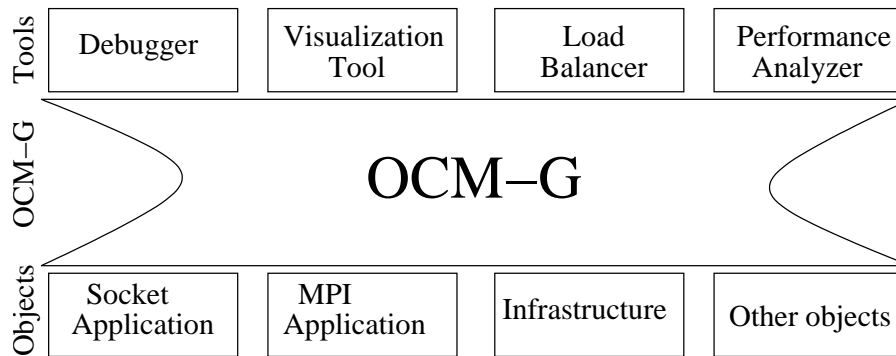 Tools
Debugger
Visualization
Tool
Load
Balancer
Performance
Analyzer
OCM–G
OCM–G
Objects
Socket
Application
MPI
Application
Infrastructure
Other objects